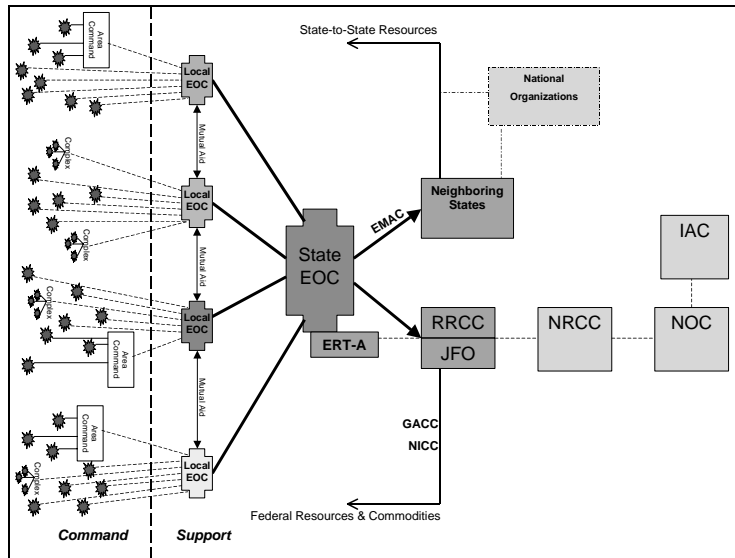 State-to-State Resources
Area
Command
Local
EOC
National
Organizations
Mutual Aid
Complex
Local
EOC
Neighboring
States
EMAC
Complex
State
EOC
IAC
Mutual Aid
Complex
Local
EOC
RRCC
JFO
NRCC
NOC
ERT-A
Area
Command
Mutual Aid
GACC
NICC
Area
Command
Local
EOC
Complex
Federal Resources & Commodities
Command
Support